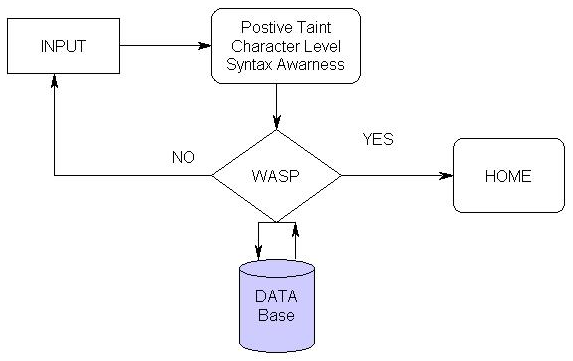 INPUT
Postive Taint
Character Level
Syntax Awarness
NO
YES
WASP
HOME
DATA
Base